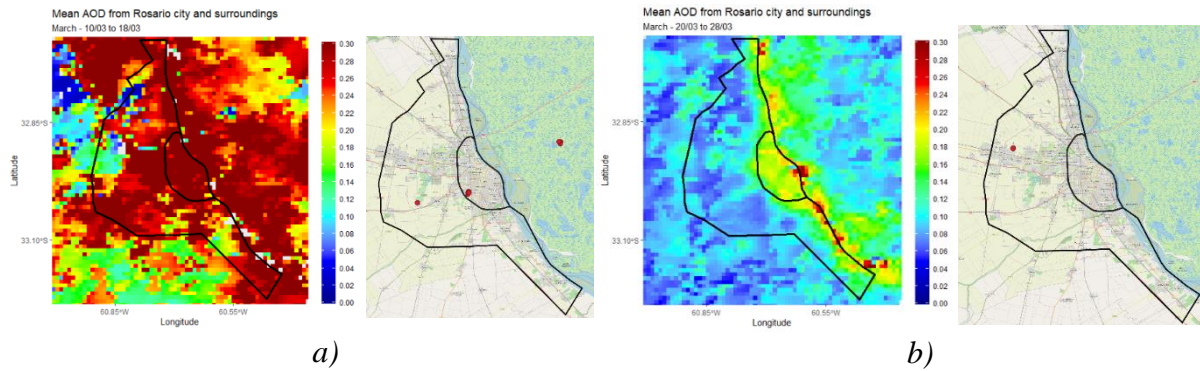 Mean AOD from Rosario city and surroundings
March - 10/03 to 18/03
Latitude
32.85°S
33.10°S
60.85°W
60.55°W
Longitude
0.30
0.28
0.26
0.24
0.22
0.20
0.18
0.16
0.14
0.12
0.10
0.08
0.06
0.04
0.02
0.00
a)
Mean AOD from Rosario city and surroundings
March - 20/03 to 28/03
Latitude
32.85°S
33.10°S
60.85°W
60.55°W
Longitude
0.30
0.28
0.26
0.24
0.22
0.20
0.18
0.16
0.14
0.12
0.10
0.08
0.06
0.04
0.02
0.00
b)